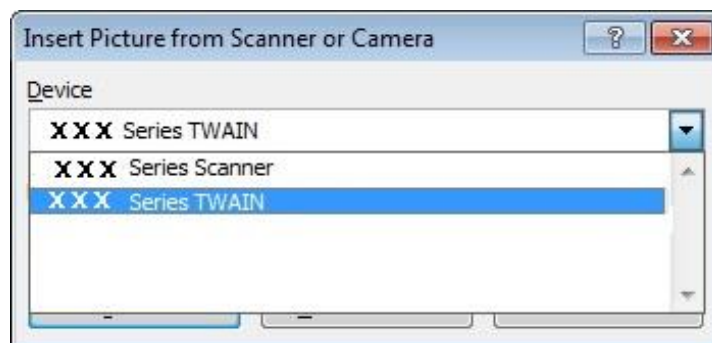 Insert Picture from Scanner or Camera
Device
XXX Series TWAIN
XXX Series Scanner
XXX Series TWAIN